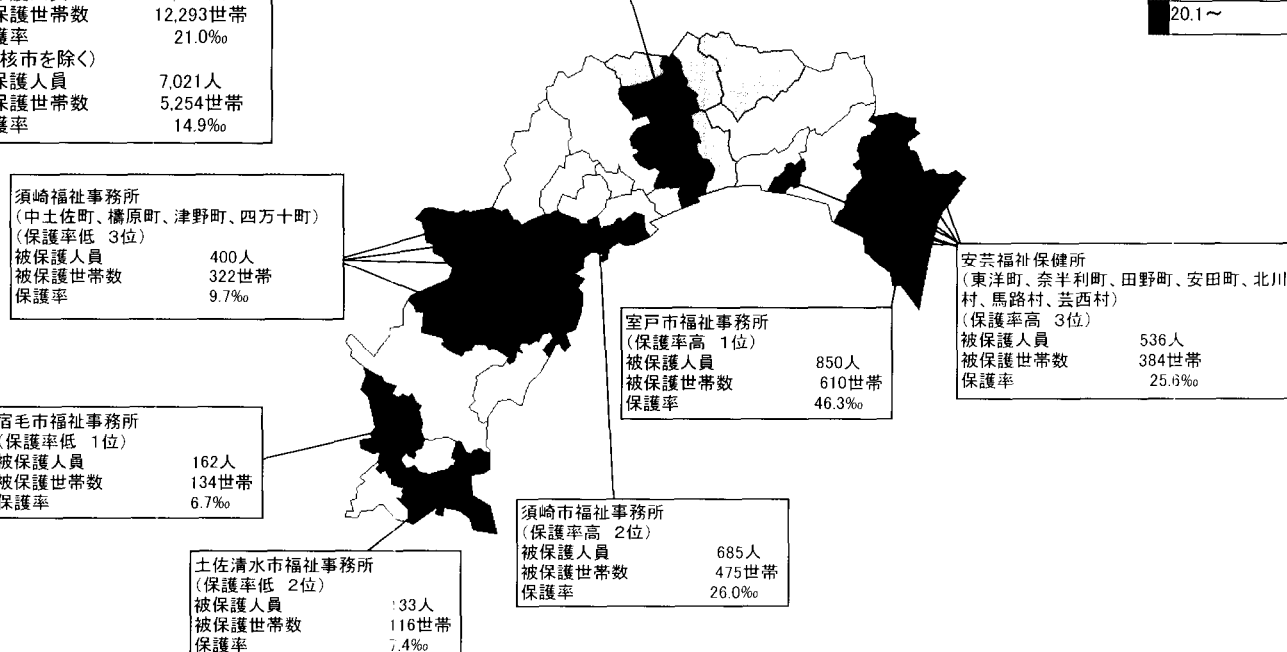 保護世帯数 12,293世帯
護率 21.0‰
核市を除く)
保護人員 7,021人
保護世帯数 5,254世帯
護率 14.9‰
20.1～
須崎福祉事務所
(中土佐町、檮原町、津野町、四万十町)
(保護率低 3位)
被保護人員 400人
被保護世帯数 322世帯
保護率 9.7‰
安芸福祉保健所
(東洋町、奈半利町、田野町、安田町、北川
村、馬路村、芸西村)
(保護率高 3位)
被保護人員 536人
被保護世帯数 384世帯
保護率 25.6‰
室戸市福祉事務所
(保護率高 1位)
被保護人員 850人
被保護世帯数 610世帯
保護率 46.3‰
宿毛市福祉事務所
(保護率低 1位)
被保護人員 162人
被保護世帯数 134世帯
保護率 6.7‰
須崎市福祉事務所
(保護率高 2位)
被保護人員 685人
被保護世帯数 475世帯
保護率 26.0‰
土佐清水市福祉事務所
(保護率低 2位)
被保護人員 33人
被保護世帯数 116世帯
保護率 7.4‰